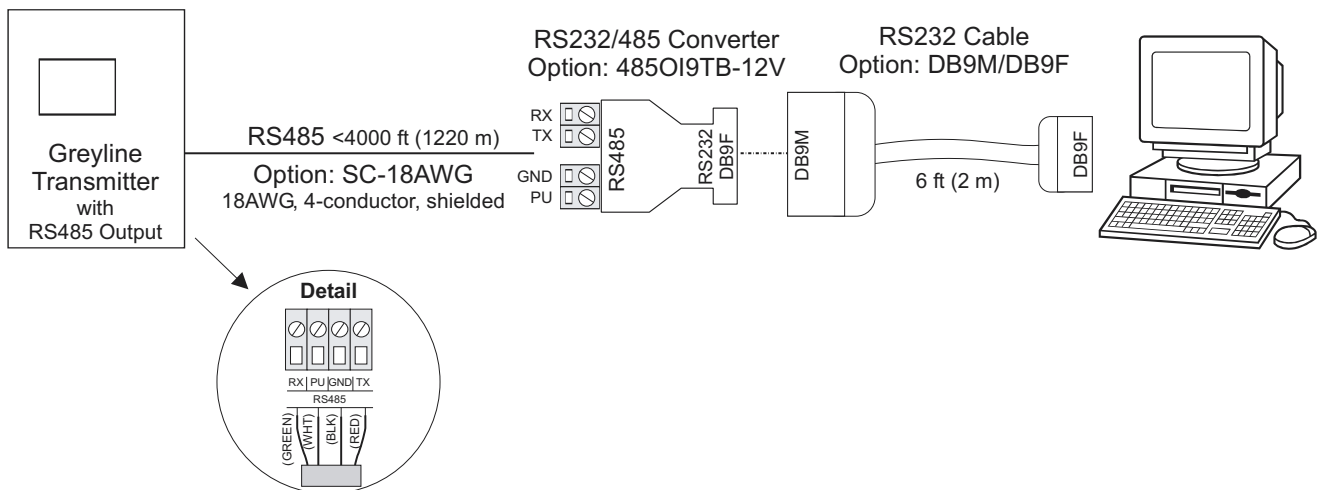 Greyline
Transmitter
with
RS485 Output
RS485 <4000 ft (1220 m)
Option: SC-18AWG
18AWG, 4-conductor, shielded
RS232/485 Converter
Option: 485OI9TB-12V
RX
TX
GND
PU
RS485
RS232
DB9F
RS232 Cable
Option: DB9M/DB9F
DB9M
6 ft (2 m)
DB9F
Detail
RX PU GND TX
RS485
(GREEN)
(WHT)
(BLK)
(RED)